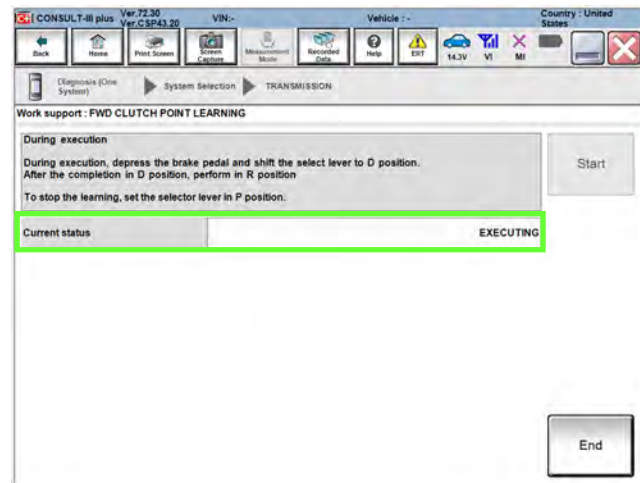 C+ CONSULT-III plus Ver.72.30 VIN:- Vehicle : - Country : United
Ver.CSP43.20 States
Back Home Print Screen Screen Capture Measurement Mode Recorded Data Help ERT 14.3V VI MI
Diagnosis (One System) System Selection TRANSMISSION
Work support : FWD CLUTCH POINT LEARNING
During execution
During execution, depress the brake pedal and shift the select lever to D position.
After the completion in D position, perform in R position
To stop the learning, set the selector lever in P position.
Start
Current status EXECUTING
End